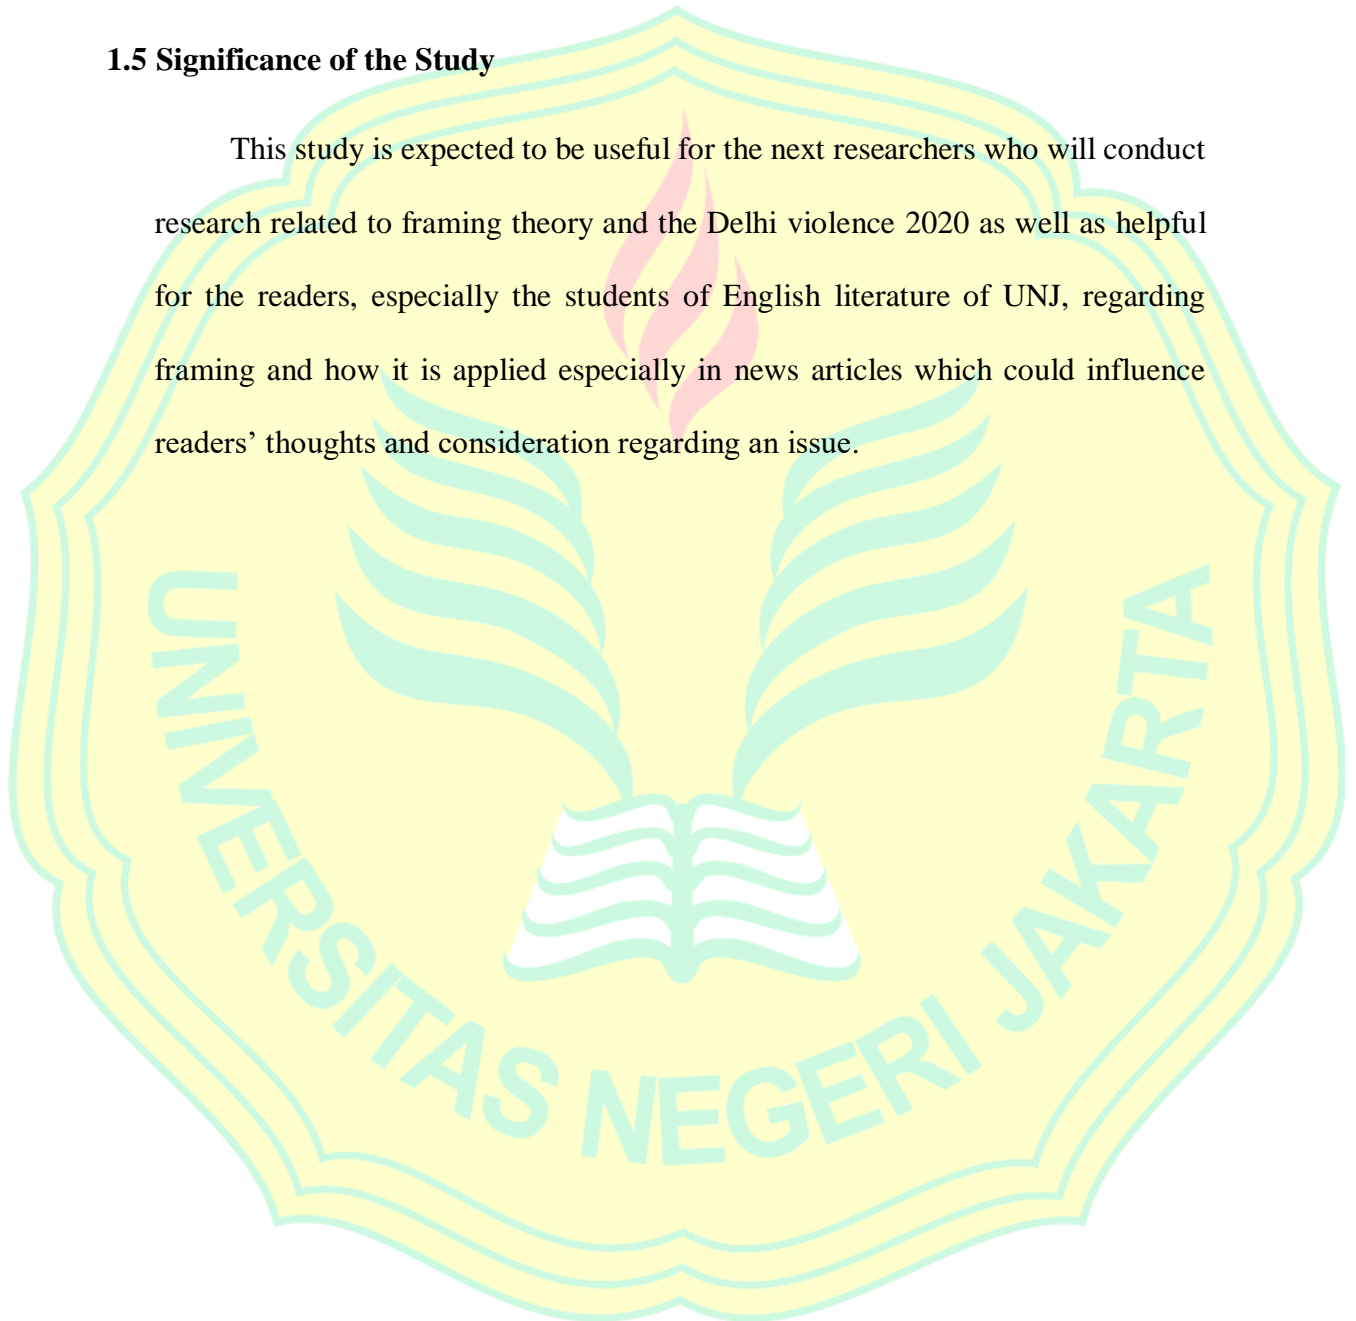 1.5 Significance of the Study
This study is expected to be useful for the next researchers who will conduct
research related to framing theory and the Delhi violence 2020 as well as helpful
for the readers, especially the students of English literature of UNJ, regarding
framing and how it is applied especially in news articles which could influence
readers’ thoughts and consideration regarding an issue.
UNIVERSITAS NEGERI JAKARTA